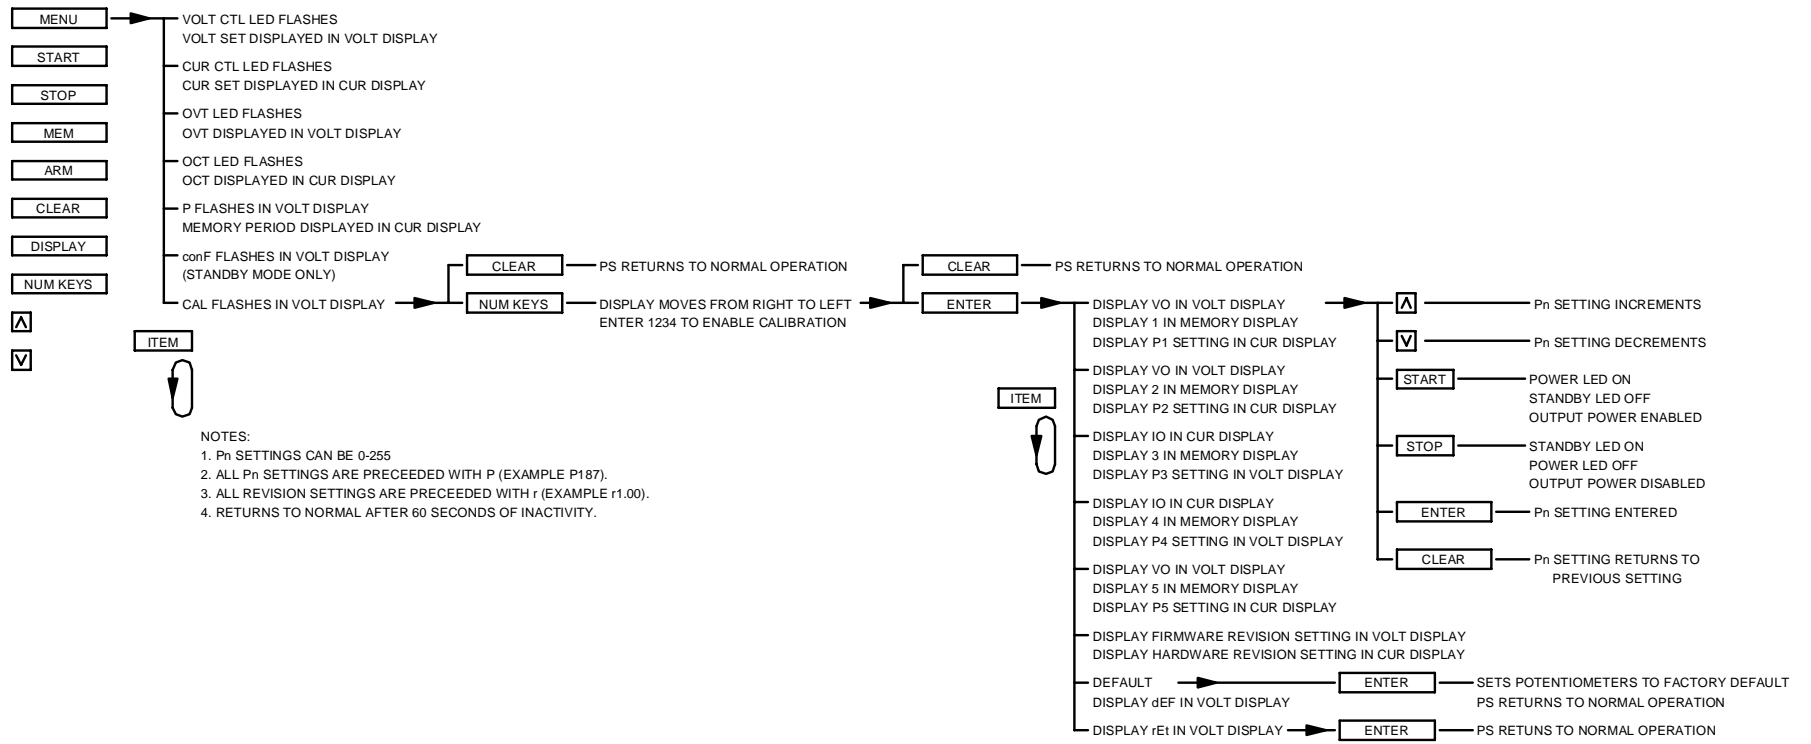 MENU
START
STOP
MEM
ARM
CLEAR
DISPLAY
NUM KEYS
VOLT CTL LED FLASHES
VOLT SET DISPLAYED IN VOLT DISPLAY
CUR CTL LED FLASHES
CUR SET DISPLAYED IN CUR DISPLAY
OVT LED FLASHES
OVT DISPLAYED IN VOLT DISPLAY
OCT LED FLASHES
OCT DISPLAYED IN CUR DISPLAY
P FLASHES IN VOLT DISPLAY
MEMORY PERIOD DISPLAYED IN CUR DISPLAY
conF FLASHES IN VOLT DISPLAY
(STANDBY MODE ONLY)
CAL FLASHES IN VOLT DISPLAY
ITEM
NOTES:
1. Pn SETTINGS CAN BE 0-255
2. ALL Pn SETTINGS ARE PRECEEDED WITH P (EXAMPLE P187).
3. ALL REVISION SETTINGS ARE PRECEEDED WITH r (EXAMPLE r1.00).
4. RETURNS TO NORMAL AFTER 60 SECONDS OF INACTIVITY.
CLEAR
PS RETURNS TO NORMAL OPERATION
NUM KEYS
DISPLAY MOVES FROM RIGHT TO LEFT
ENTER 1234 TO ENABLE CALIBRATION
CLEAR
PS RETURNS TO NORMAL OPERATION
ENTER
ITEM
DISPLAY VO IN VOLT DISPLAY
DISPLAY 1 IN MEMORY DISPLAY
DISPLAY P1 SETTING IN CUR DISPLAY
DISPLAY VO IN VOLT DISPLAY
DISPLAY 2 IN MEMORY DISPLAY
DISPLAY P2 SETTING IN CUR DISPLAY
DISPLAY IO IN CUR DISPLAY
DISPLAY 3 IN MEMORY DISPLAY
DISPLAY P3 SETTING IN VOLT DISPLAY
DISPLAY IO IN CUR DISPLAY
DISPLAY 4 IN MEMORY DISPLAY
DISPLAY P4 SETTING IN VOLT DISPLAY
DISPLAY VO IN VOLT DISPLAY
DISPLAY 5 IN MEMORY DISPLAY
DISPLAY P5 SETTING IN CUR DISPLAY
DISPLAY FIRMWARE REVISION SETTING IN VOLT DISPLAY
DISPLAY HARDWARE REVISION SETTING IN CUR DISPLAY
DEFAULT
DISPLAY dEF IN VOLT DISPLAY
ENTER
SETS POTENTIOMETERS TO FACTORY DEFAULT
PS RETURNS TO NORMAL OPERATION
DISPLAY rEt IN VOLT DISPLAY
ENTER
PS RETUNS TO NORMAL OPERATION
Pn SETTING INCREMENTS
Pn SETTING DECREMENTS
START
POWER LED ON
STANDBY LED OFF
OUTPUT POWER ENABLED
STOP
STANDBY LED ON
POWER LED OFF
OUTPUT POWER DISABLED
ENTER
Pn SETTING ENTERED
CLEAR
Pn SETTING RETURNS TO
PREVIOUS SETTING